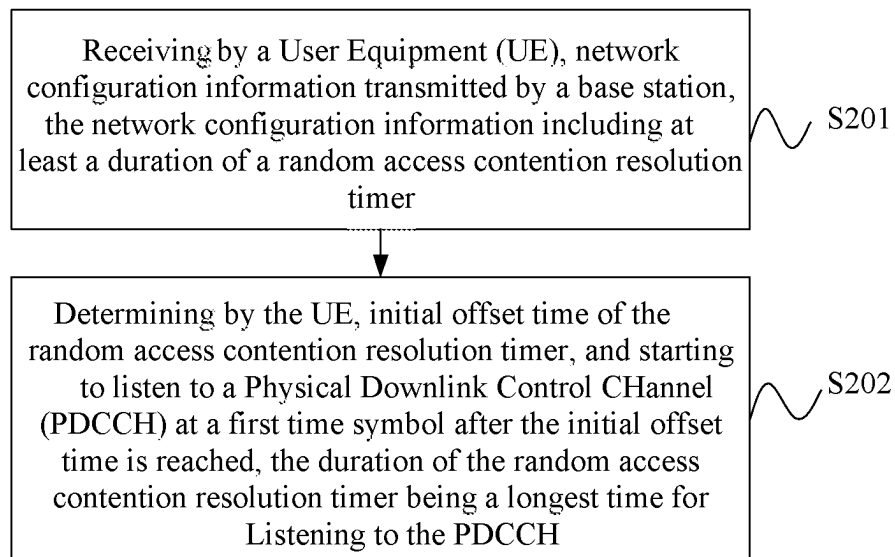 Receiving by a User Equipment (UE), network
configuration information transmitted by a base station,
the network configuration information including at
least a duration of a random access contention resolution
timer
S201
Determining by the UE, initial offset time of the
random access contention resolution timer, and starting
to listen to a Physical Downlink Control CHannel
(PDCCH) at a first time symbol after the initial offset
time is reached, the duration of the random access
contention resolution timer being a longest time for
Listening to the PDCCH
S202